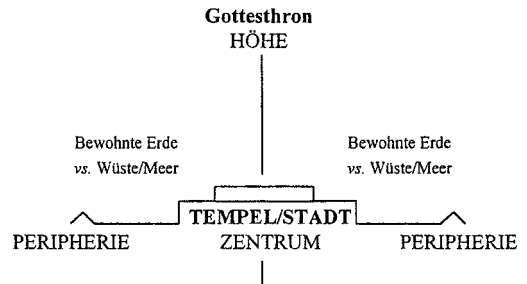 Gottesthron
HÖHE
Bewohnte Erde
vs. Wüste/Meer
Bewohnte Erde
vs. Wüste/Meer
TEMPEL/STADT
PERIPHERIE ZENTRUM PERIPHERIE